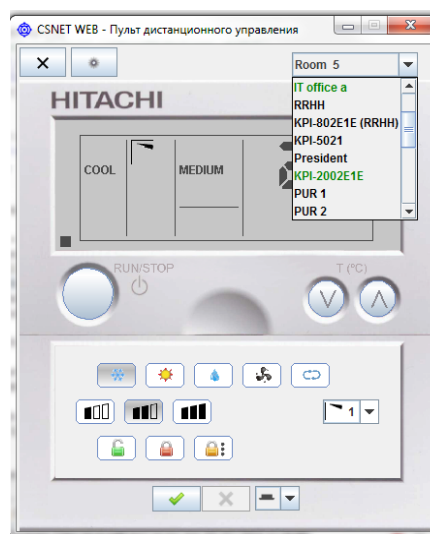 CSNET WEB - Пульт дистанционного управления
Room 5
IT office a
RRHH
KPI-802E1E (RRHH)
KPI-5021
President
KPI-2002E1E
PUR 1
PUR 2
HITACHI
COOL
MEDIUM
RUN/STOP
T (°C)
1